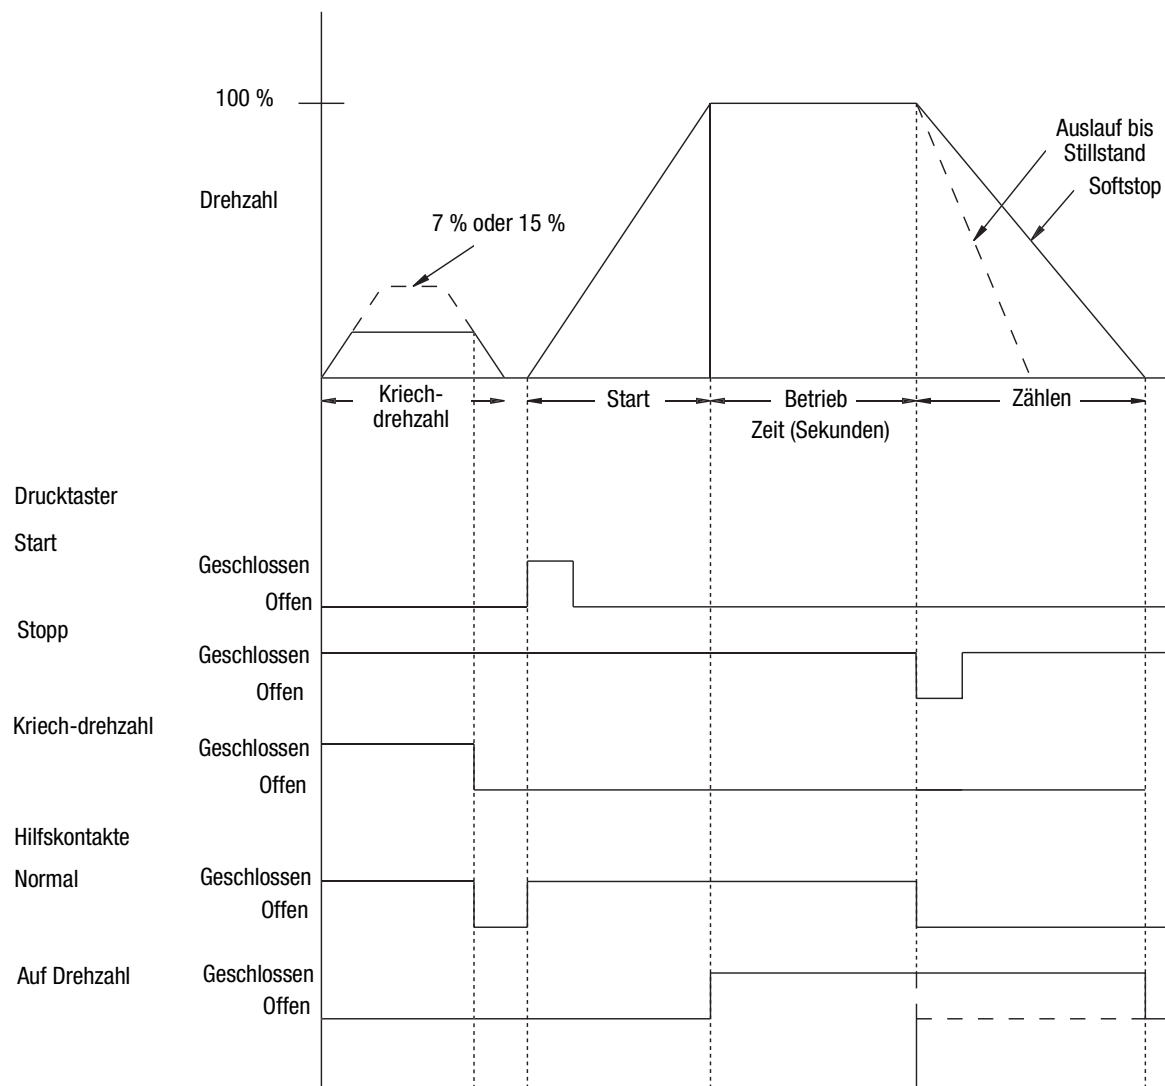 100 %
Auslauf bis
Stillstand
Softstop
Drehzahl
7 % oder 15 %
Kriech-
drehzahl
Start
Betrieb
Zählen
Zeit (Sekunden)
Drucktaster
Start
Geschlossen
Offen
Stopp
Geschlossen
Offen
Kriech-drehzahl
Geschlossen
Offen
Hilfskontakte
Normal
Geschlossen
Offen
Auf Drehzahl
Geschlossen
Offen